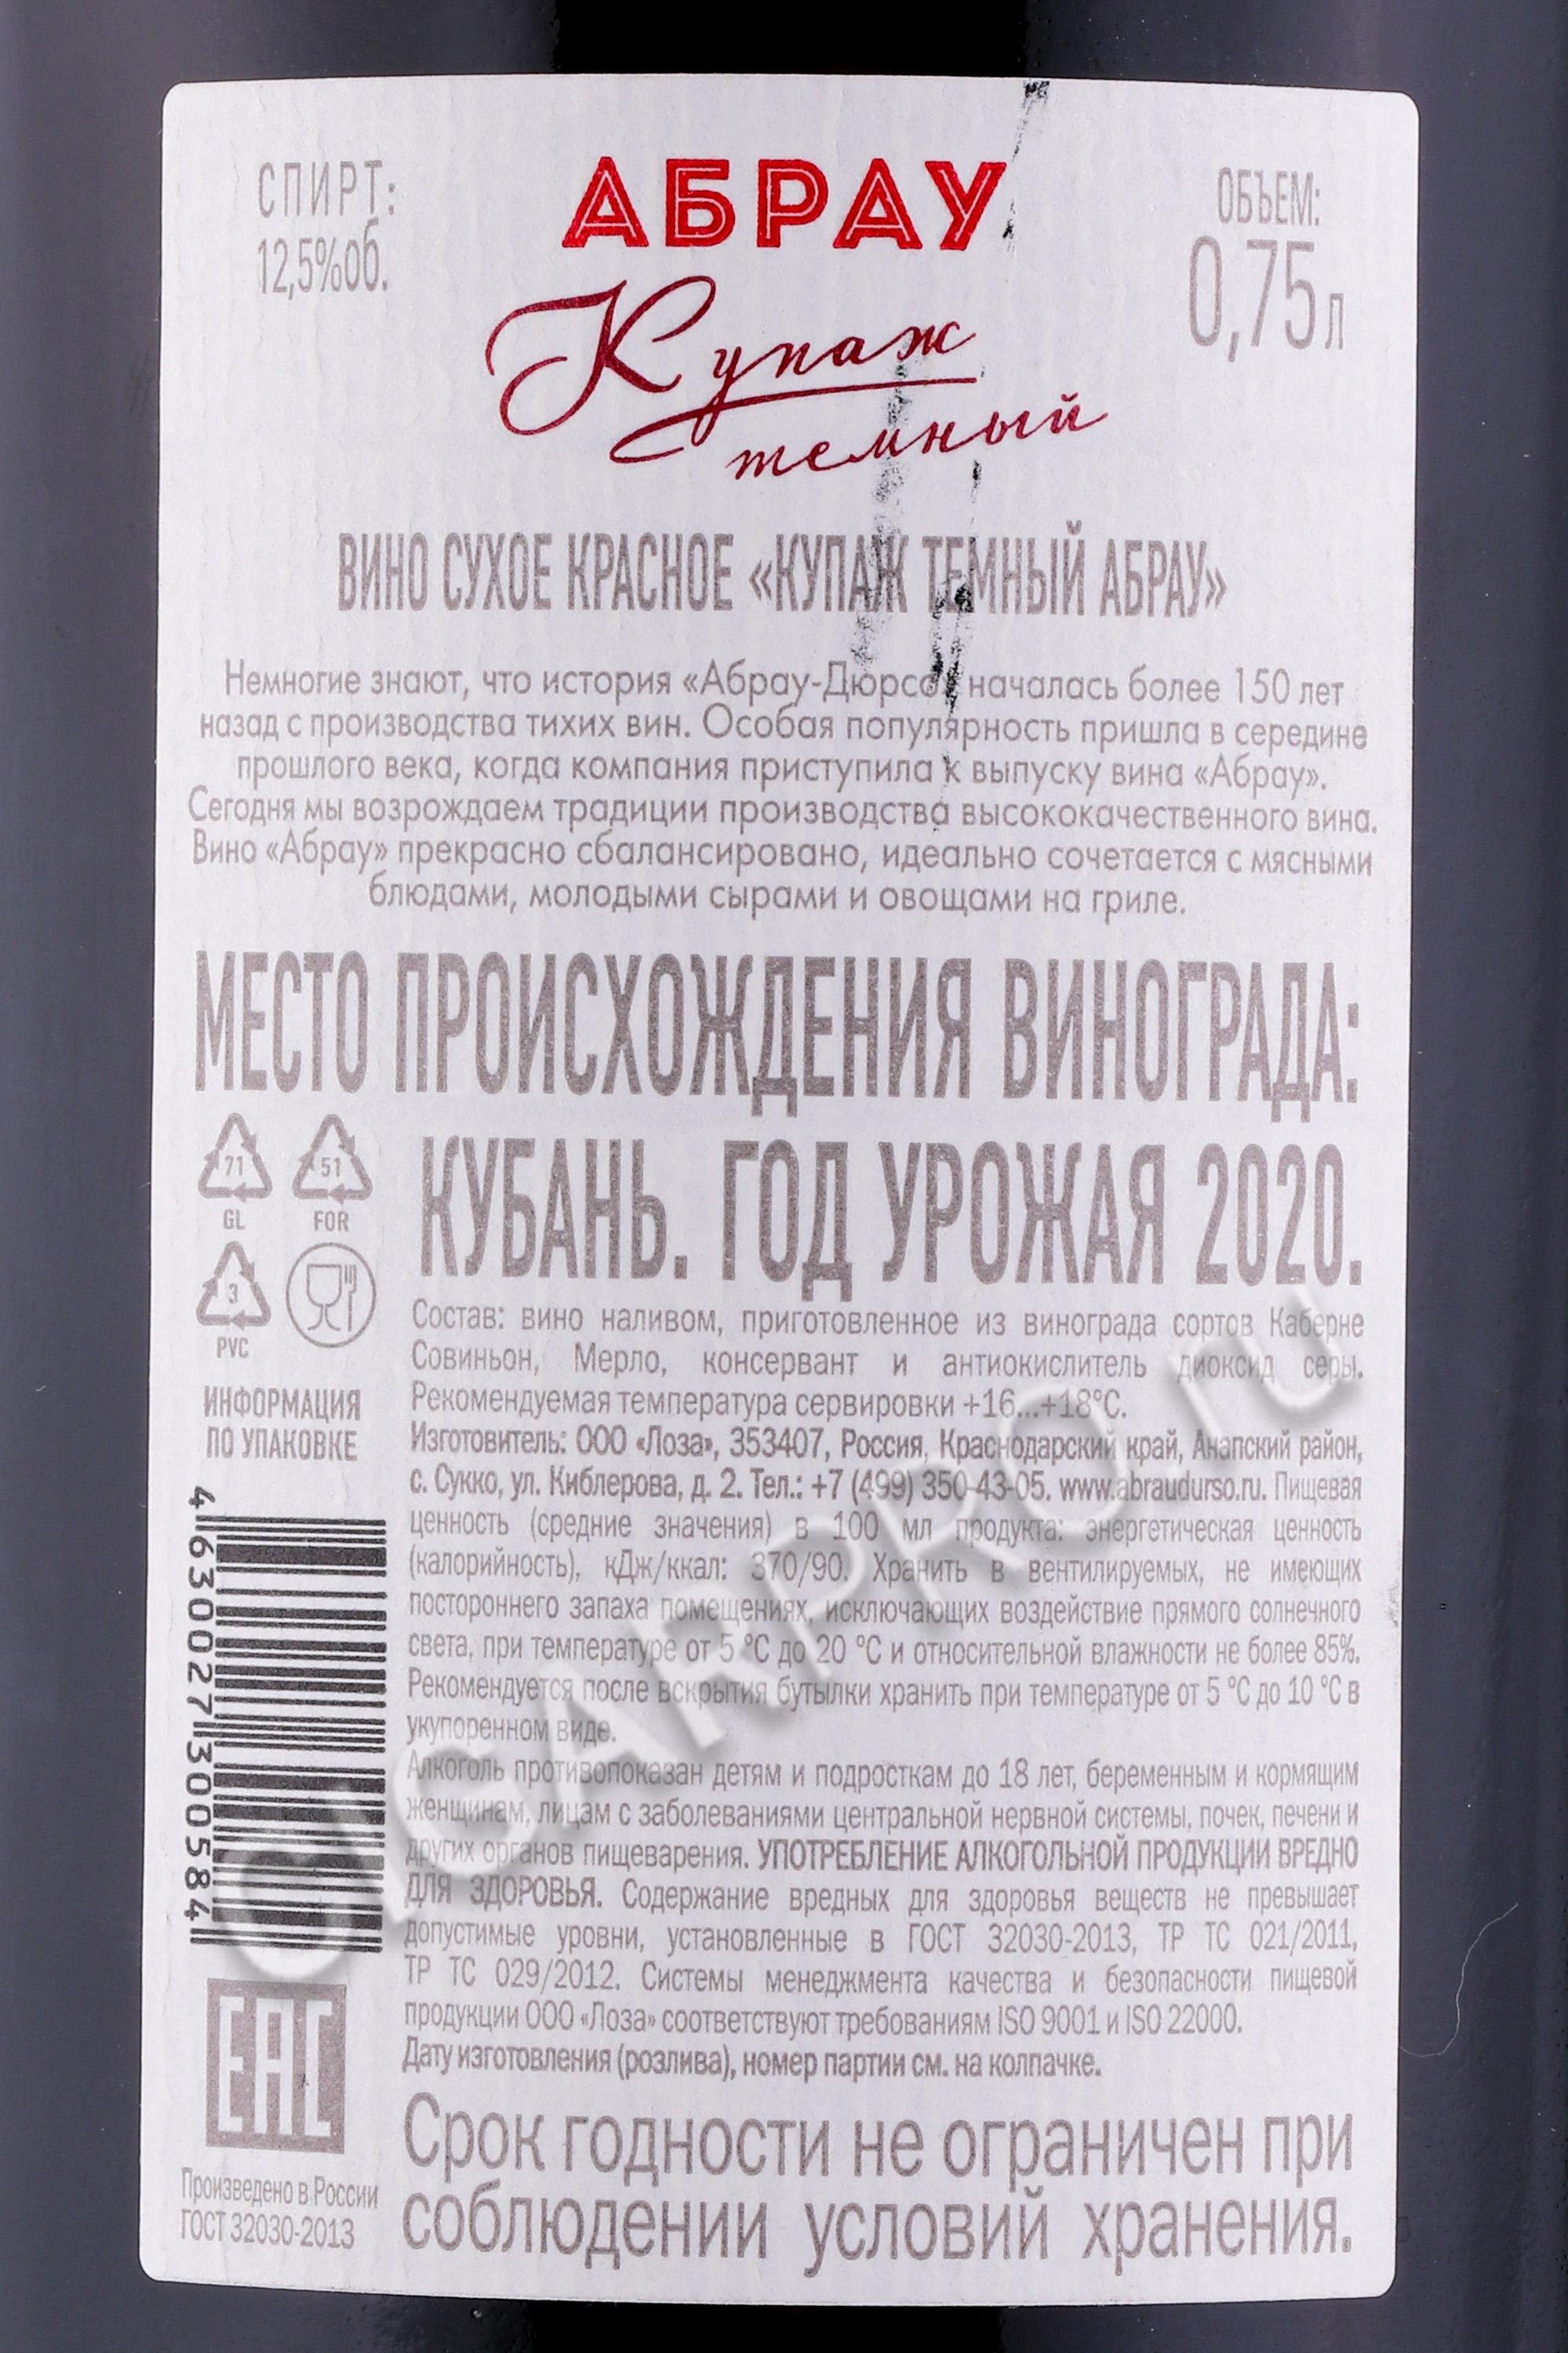 СПИРТ:
12,5%об.
АБРАУ
Купаж
темный
ОБЪЕМ:
0,75л
ВИНО СУХОЕ КРАСНОЕ «КУПАЖ ТЕМНЫЙ АБРАУ»
Немногие знают, что история «Абрау-Дюрсо» началась более 150 лет
назад с производства тихих вин. Особая популярность пришла в середине
прошлого века, когда компания приступила к выпуску вина «Абрау».
Сегодня мы возрождаем традиции производства высококачественного вина.
Вино «Абрау» прекрасно сбалансировано, идеально сочетается с мясными
блюдами, молодыми сырами и овощами на гриле.
МЕСТО ПРОИСХОЖДЕНИЯ ВИНОГРАДА:
КУБАНЬ. ГОД УРОЖАЯ 2020.
71
GL
51
FOR
3
PVC
ИНФОРМАЦИЯ
ПО УПАКОВКЕ
4630027300584
EAC
Произведено в России
ГОСТ 32030-2013
Состав: вино наливом, приготовленное из винограда сортов Каберне
Совиньон, Мерло, консервант и антиокислитель диоксид серы.
Рекомендуемая температура сервировки +16...+18°С.
Изготовитель: ООО «Лоза», 353407, Россия, Краснодарский край, Анапский район,
с. Сукко, ул. Киблерова, д. 2. Тел.: +7 (499) 350-43-05. www.abraudurso.ru. Пищевая
ценность (средние значения) в 100 мл продукта: энергетическая ценность
(калорийность), кДж/ккал: 370/90. Хранить в вентилируемых, не имеющих
постороннего запаха помещениях, исключающих воздействие прямого солнечного
света, при температуре от 5 °С до 20 °С и относительной влажности не более 85%.
Рекомендуется после вскрытия бутылки хранить при температуре от 5 °С до 10 °С в
укупоренном виде.
Алкоголь противопоказан детям и подросткам до 18 лет, беременным и кормящим
женщинам, лицам с заболеваниями центральной нервной системы, почек, печени и
других органов пищеварения. УПОТРЕБЛЕНИЕ АЛКОГОЛЬНОЙ ПРОДУКЦИИ ВРЕДНО
ДЛЯ ЗДОРОВЬЯ. Содержание вредных для здоровья веществ не превышает
допустимые уровни, установленные в ГОСТ 32030-2013, ТР ТС 021/2011,
ТР ТС 029/2012. Системы менеджмента качества и безопасности пищевой
продукции ООО «Лоза» соответствуют требованиям ISO 9001 и ISO 22000.
Дату изготовления (розлива), номер партии см. на колпачке.
Срок годности не ограничен при
соблюдении условий хранения.
CIGARPRO.ru